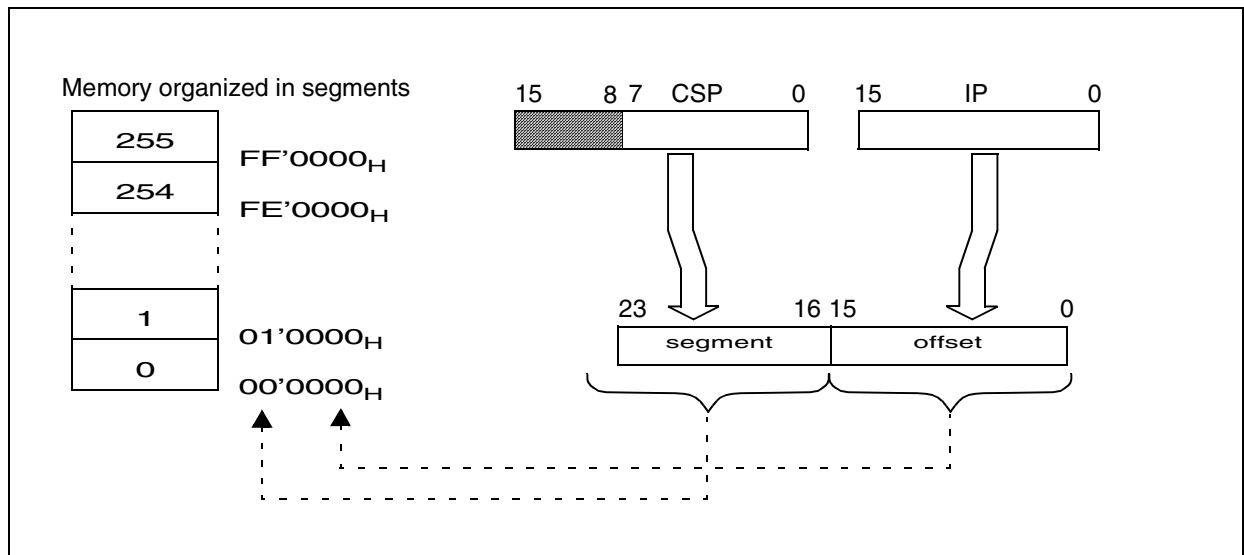 Memory organized in segments
15 8 7 CSP 0
15 IP 0
255
FF'0000H
254
FE'0000H
1
01'0000H
0
00'0000H
23 16 15 0
segment offset